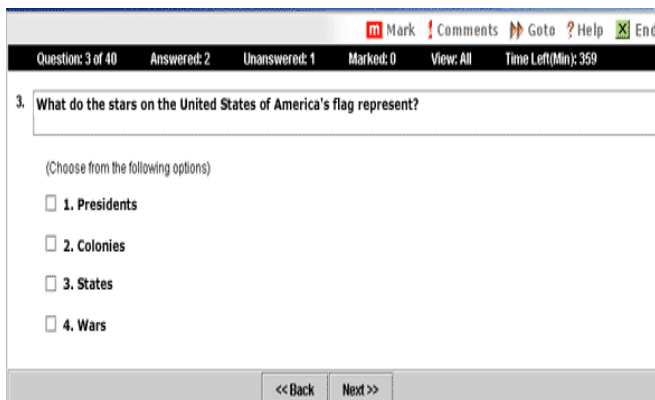 m Mark ! Comments Goto ? Help X End
Question: 3 of 40 Answered: 2 Unanswered: 1 Marked: 0 View: All Time Left(Min): 359
3. What do the stars on the United States of America's flag represent?
(Choose from the following options)
1. Presidents
2. Colonies
3. States
4. Wars
<< Back Next >>